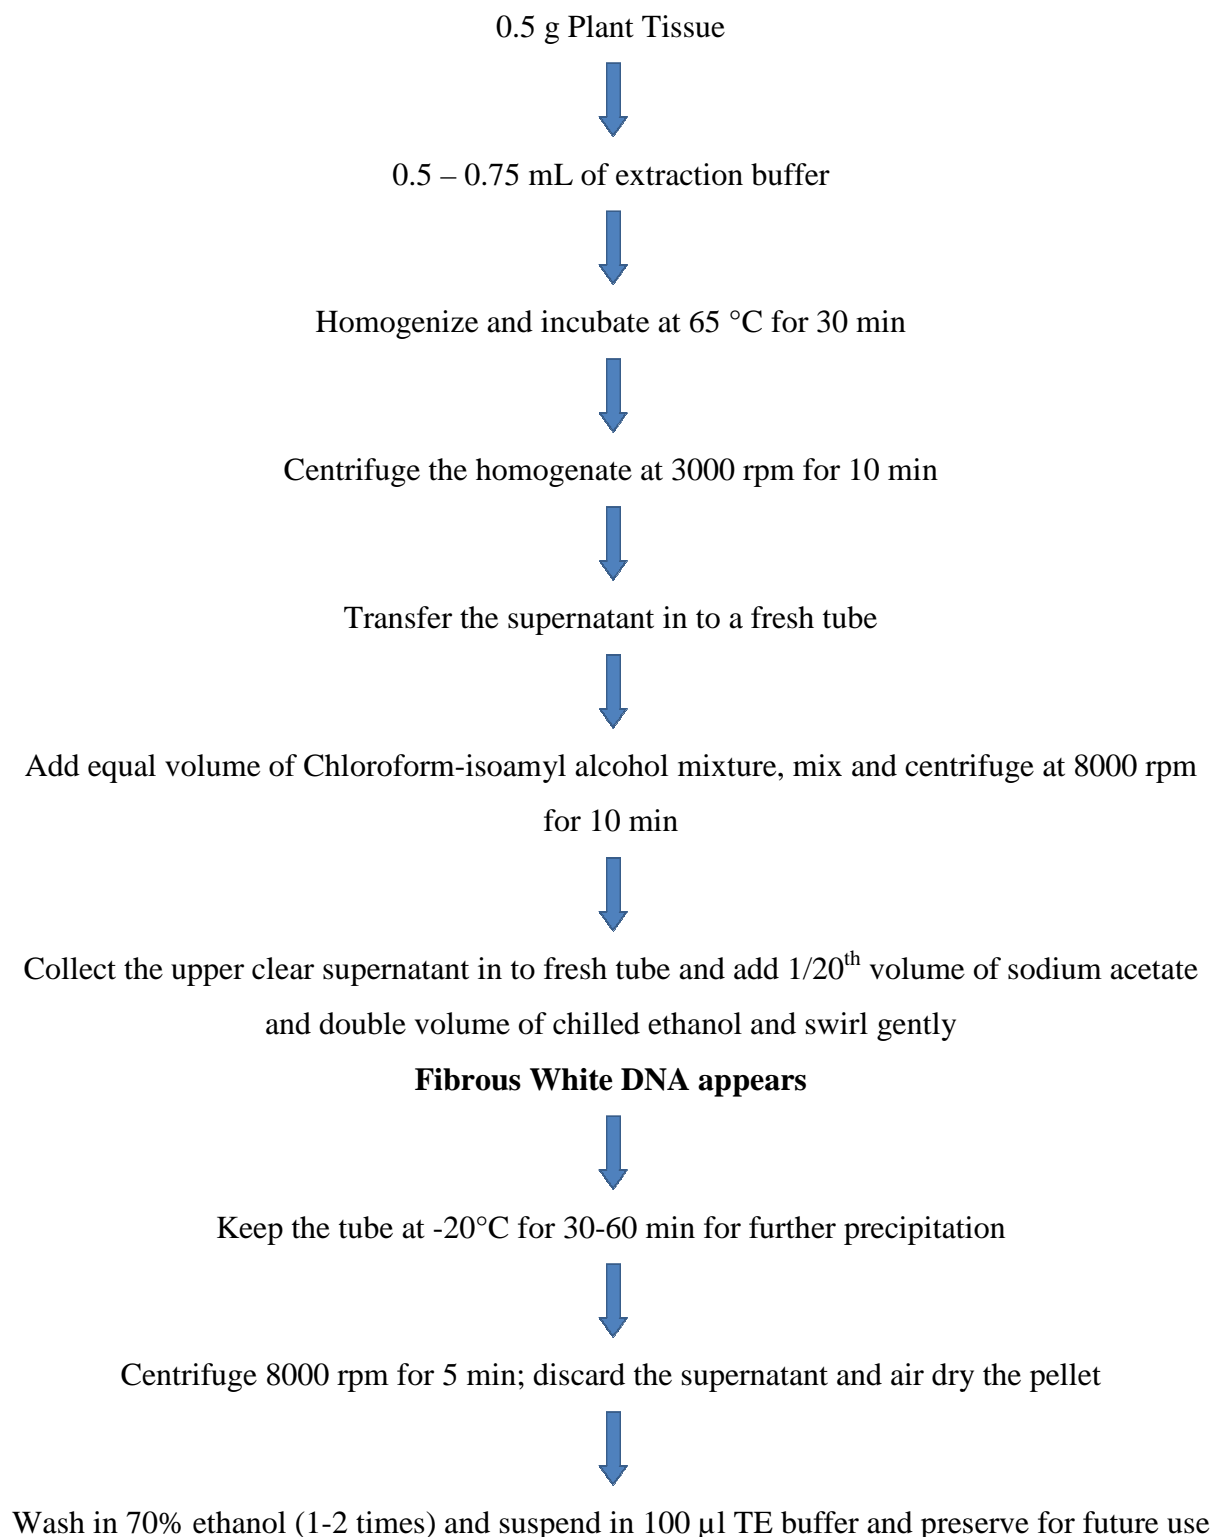 0.5 g Plant Tissue
0.5 – 0.75 mL of extraction buffer
Homogenize and incubate at 65 °C for 30 min
Centrifuge the homogenate at 3000 rpm for 10 min
Transfer the supernatant in to a fresh tube
Add equal volume of Chloroform-isoamyl alcohol mixture, mix and centrifuge at 8000 rpm
for 10 min
Collect the upper clear supernatant in to fresh tube and add 1/20th volume of sodium acetate
and double volume of chilled ethanol and swirl gently
Fibrous White DNA appears
Keep the tube at -20°C for 30-60 min for further precipitation
Centrifuge 8000 rpm for 5 min; discard the supernatant and air dry the pellet
Wash in 70% ethanol (1-2 times) and suspend in 100 µl TE buffer and preserve for future use